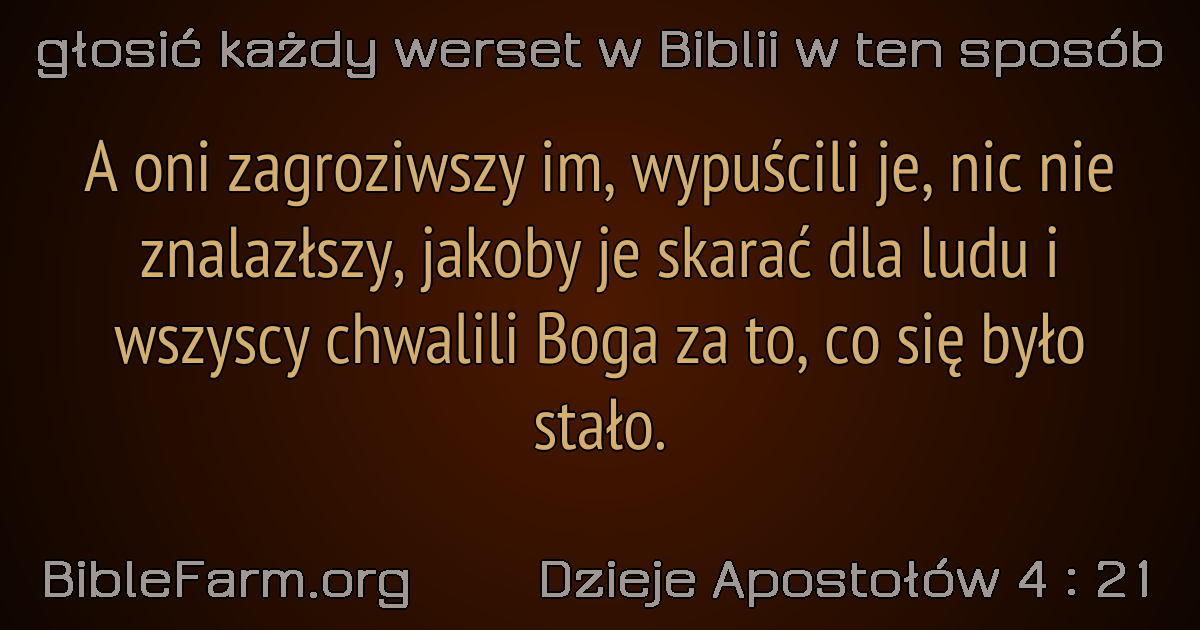 głosić każdy werset w Biblii w ten sposób
A oni zagroziwszy im, wypuścili je, nic nie
znalazłszy, jakoby je skarać dla ludu i
wszyscy chwalili Boga za to, co się było
stało.
BibleFarm.org
Dzieje Apostołów 4 : 21